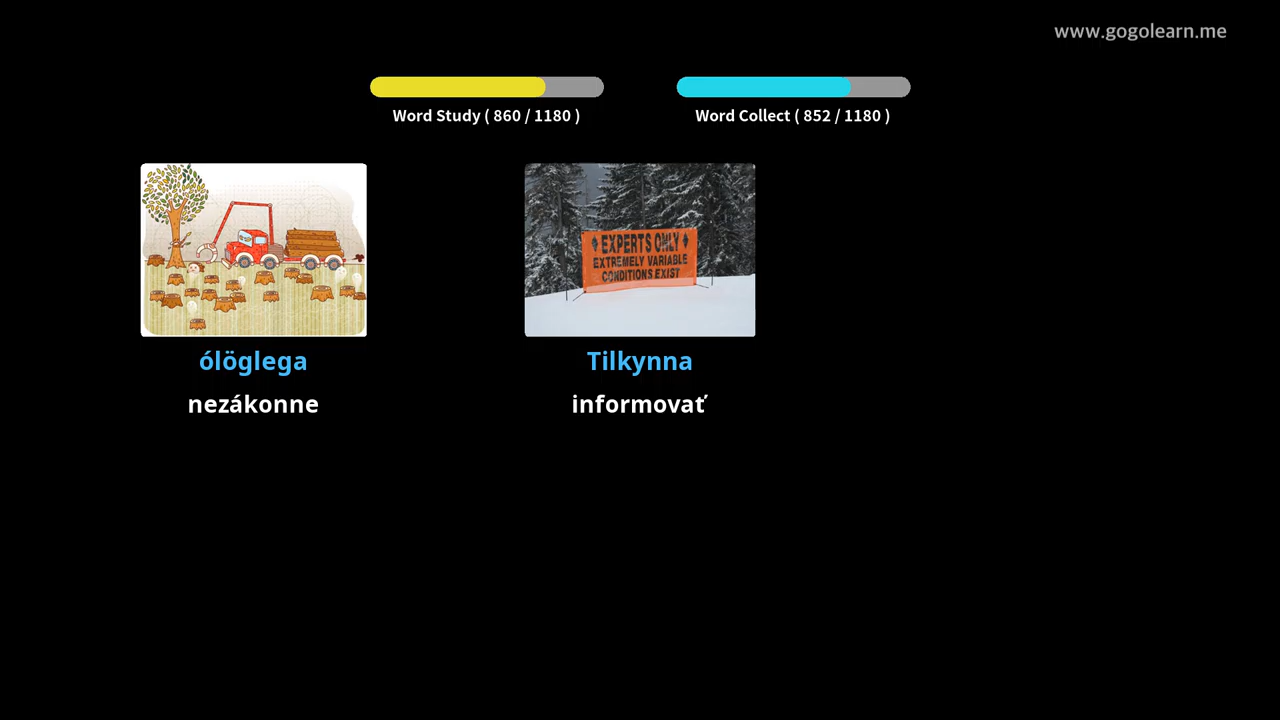 www.gogolearn.me
Word Study ( 860 / 1180 )
Word Collect ( 852 / 1180 )
EXPERTS ONLY
EXTREMELY VARIABLE
CONDITIONS EXIST
ólöglega
Tilkynna
nezákonne
informovať